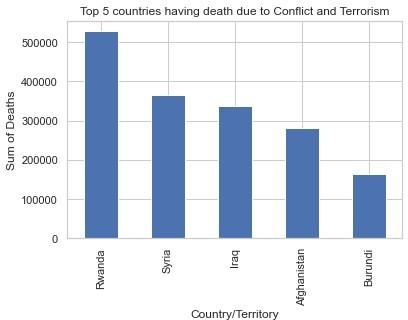 Top 5 countries having death due to Conflict and Terrorism
Sum of Deaths
500000
400000
300000
200000
100000
0
Rwanda
Syria
Iraq
Afghanistan
Burundi
Country/Territory